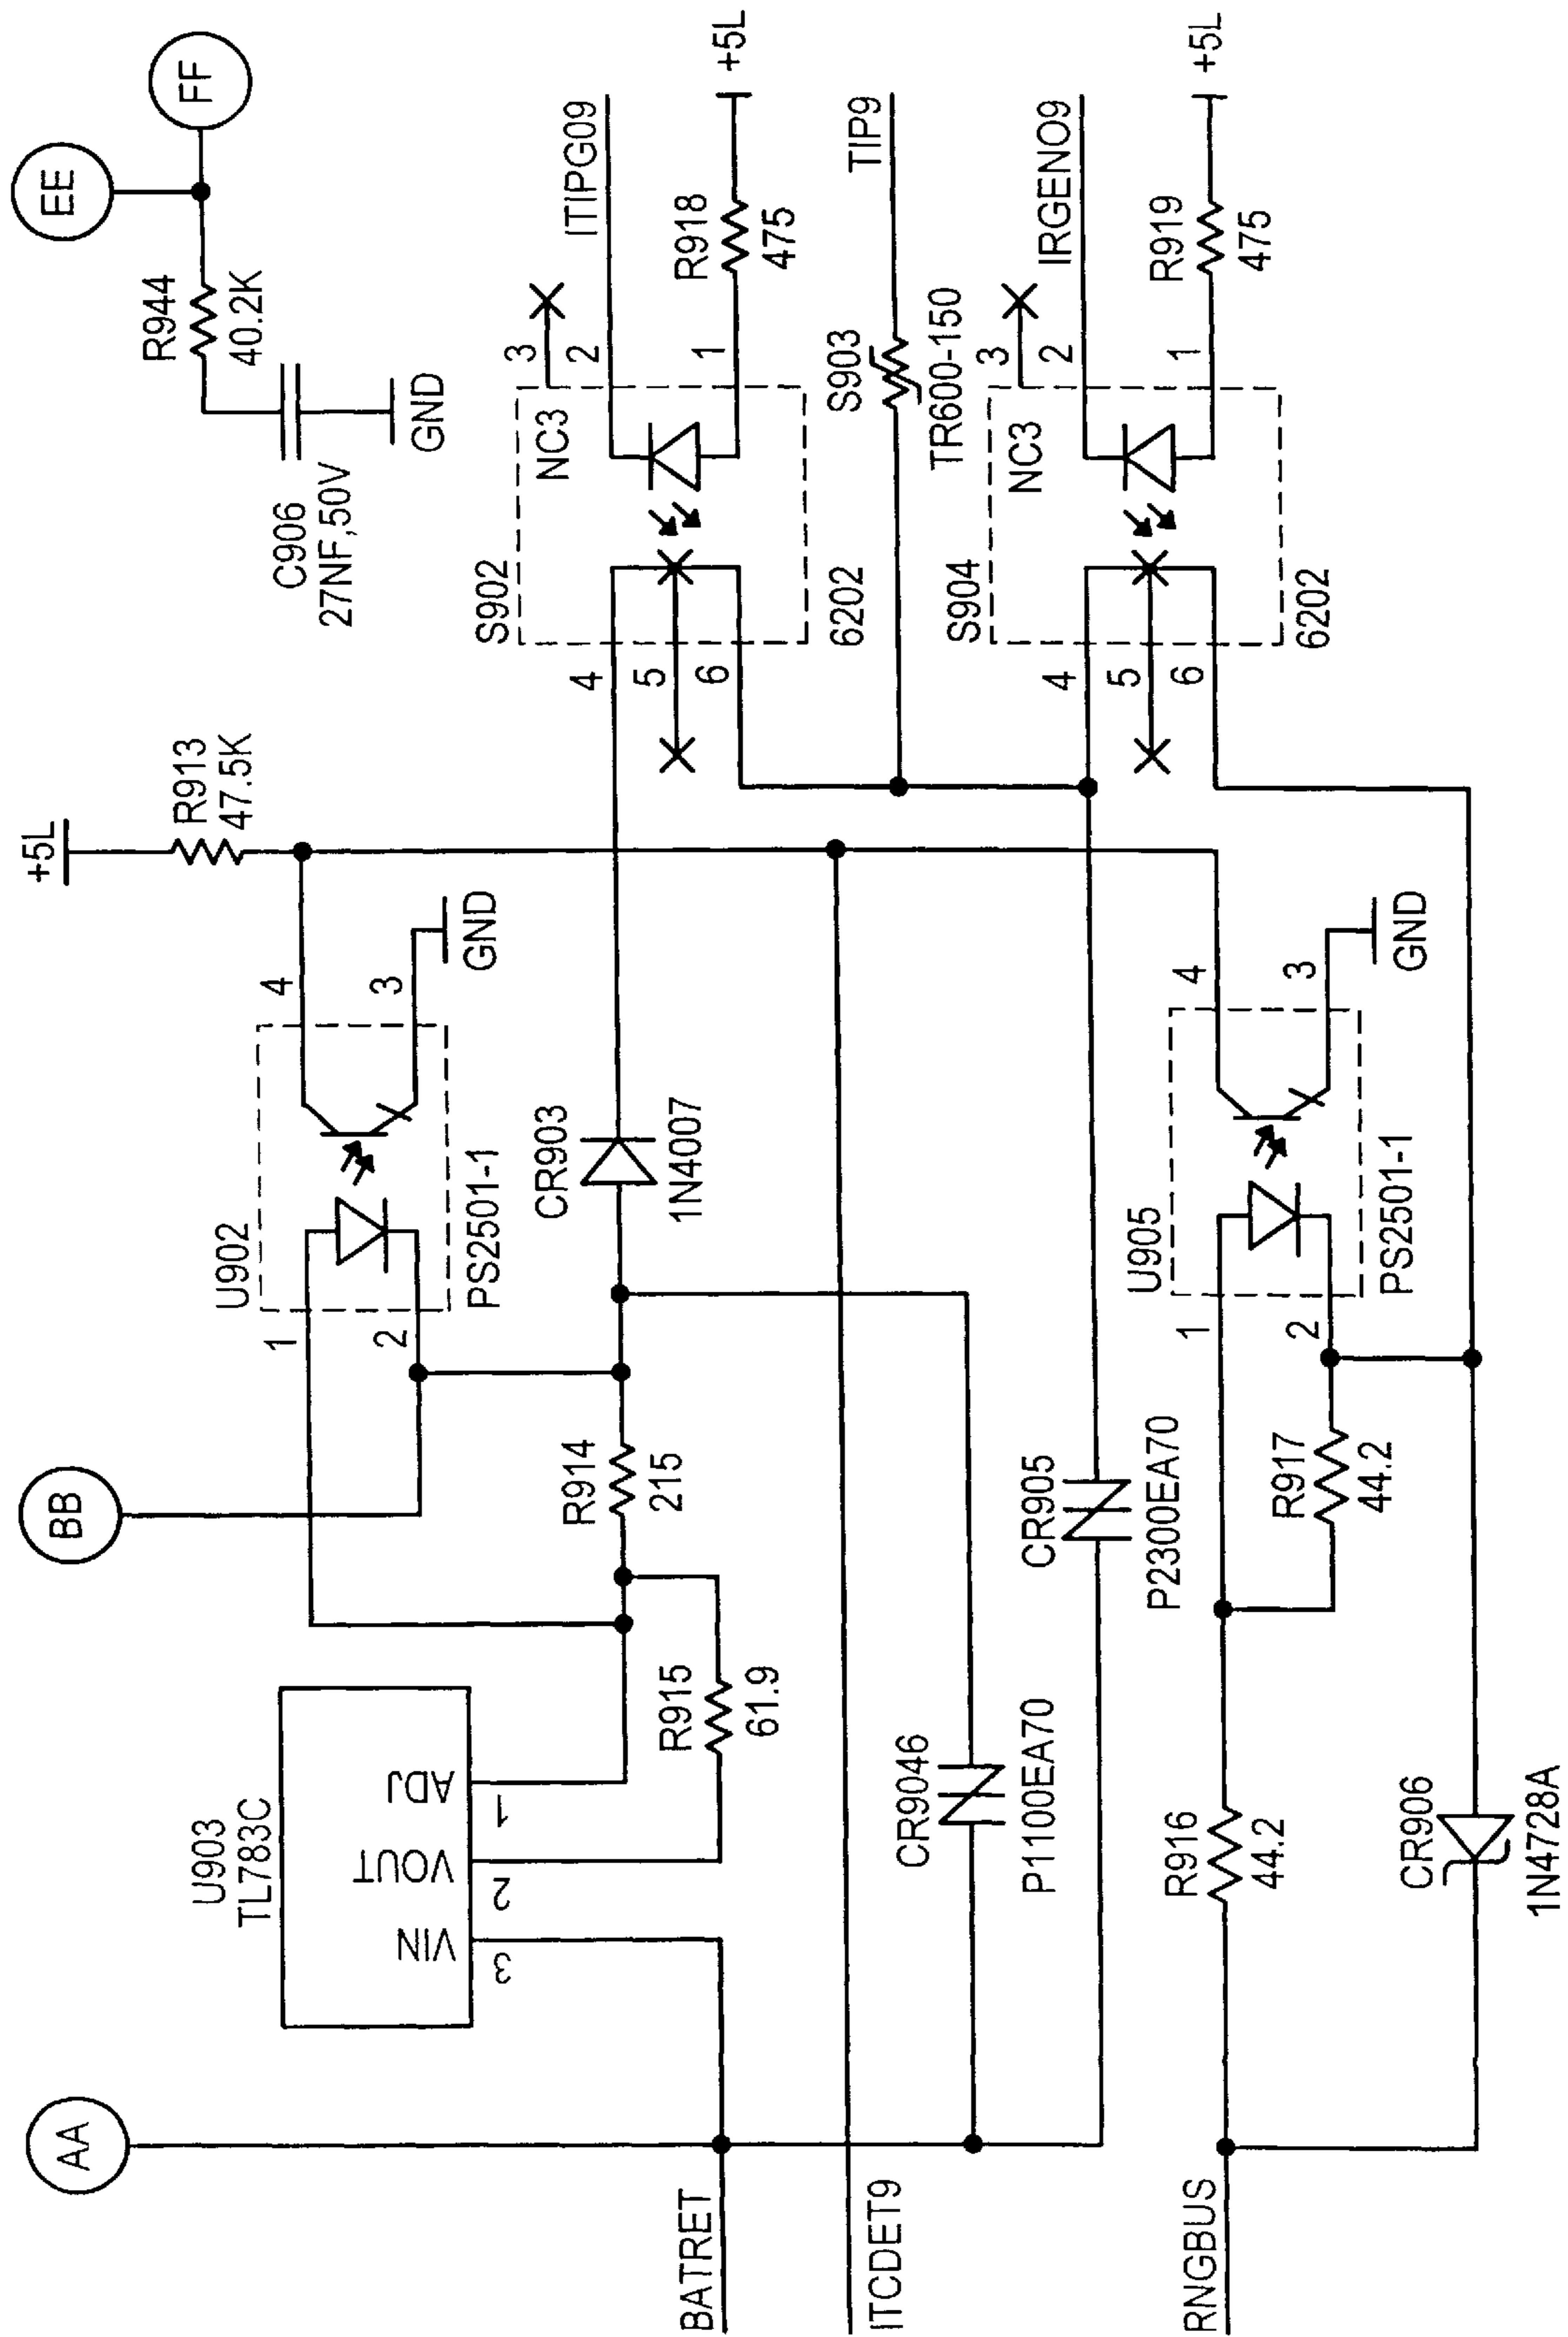 AA
BB
EE
FF
U903
TL783C
VIN
VOUT
ADJ
3
2
1
U902
1
2
4
3
PS2501-1
GND
+5L
R913
47.5K
R944
40.2K
C906
27NF,50V
GND
R914
215
R915
61.9
CR903
1N4007
S902
NC3
4
5
6
3
2
1
6202
ITIPG09
R918
475
+5L
BATRET
ITCDET9
CR9046
P1100EA70
CR905
P2300EA70
S903
TR600-150
TIP9
S904
NC3
4
5
6
3
2
1
6202
IRGENO9
R919
475
+5L
RNGBUS
R916
44.2
R917
44.2
U905
1
2
4
3
PS2501-1
GND
CR906
1N4728A